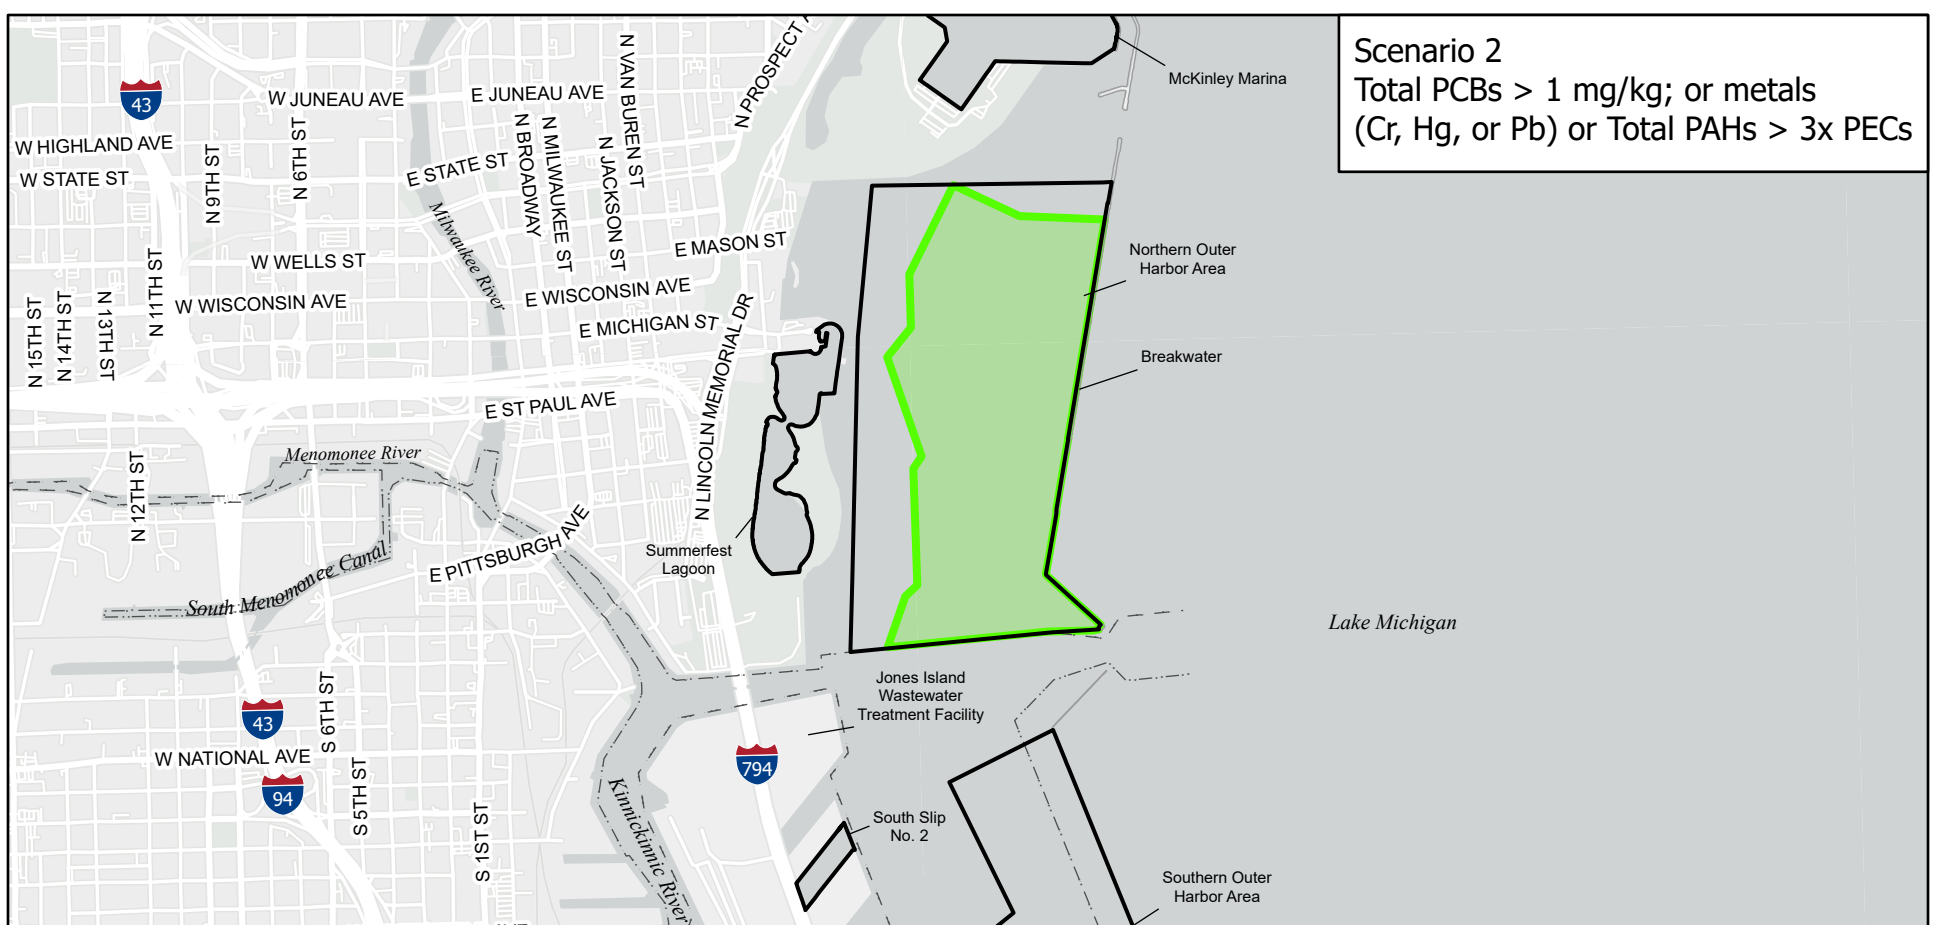 Scenario 2
Total PCBs > 1 mg/kg; or metals
(Cr, Hg, or Pb) or Total PAHs > 3x PECs
McKinley Marina
43
W JUNEAU AVE
E JUNEAU AVE
N VAN BUREN ST
N PROSPECT A
W HIGHLAND AVE
W STATE ST
N 9TH ST
N 6TH ST
E STATE ST
N BROADWAY
N MILWAUKEE ST
N JACKSON ST
Milwaukee River
E MASON ST
Northern Outer
Harbor Area
W WELLS ST
N 11TH ST
W WISCONSIN AVE
E WISCONSIN AVE
E MICHIGAN ST
N 15TH ST
N 14TH ST
N 13TH ST
N LINCOLN MEMORIAL DR
Breakwater
E ST PAUL AVE
Menomonee River
N 12TH ST
E PITTSBURGH AVE
Summerfest
Lagoon
South Menomonee Canal
Lake Michigan
Jones Island
Wastewater
Treatment Facility
43
S 6TH ST
W NATIONAL AVE
794
94
S 5TH ST
S 1ST ST
Kinnickinnic River
South Slip
No. 2
Southern Outer
Harbor Area